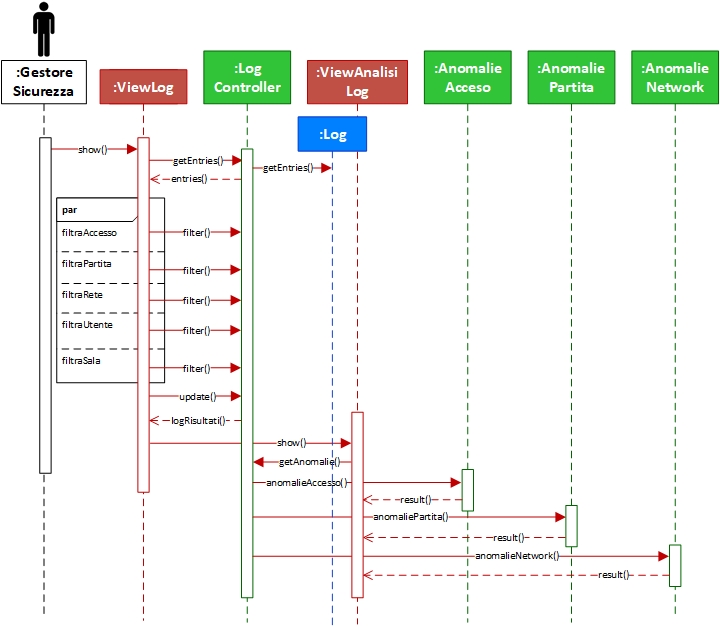 :Gestore
Sicurezza
:ViewLog
:Log
Controller
:ViewAnalisi
Log
:Anomalie
Acceso
:Anomalie
Partita
:Anomalie
Network
:Log
show()
getEntries()
getEntries()
entries()
par
filtraAccesso
filter()
filtraPartita
filter()
filtraRete
filter()
filtraUtente
filter()
filtraSala
filter()
update()
logRisultati()
show()
getAnomalie()
anomalieAccesso()
result()
anomaliePartita()
result()
anomalieNetwork()
result()